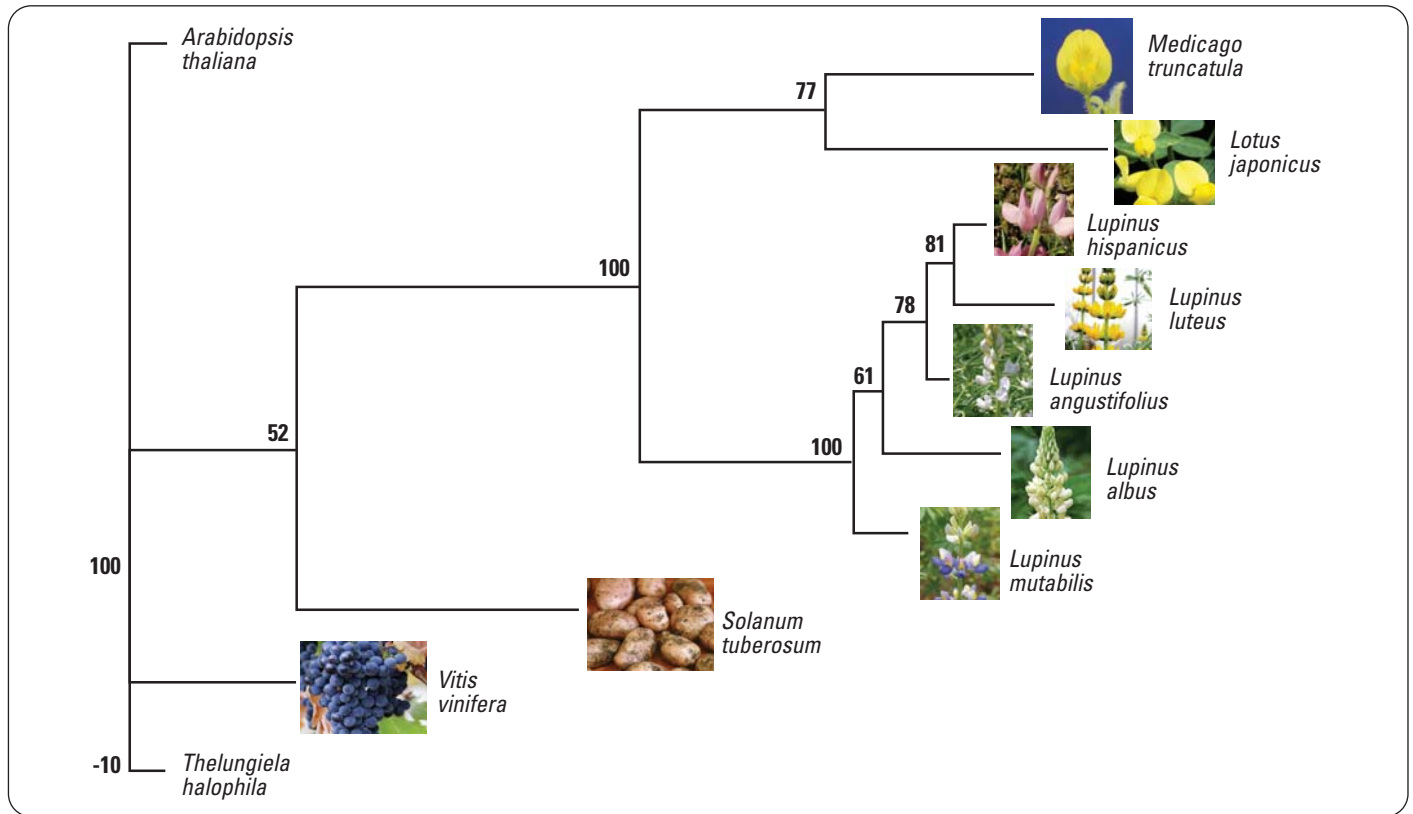 Arabidopsis
thaliana
Medicago
truncatula
77
Lotus
japonicus
Lupinus
hispanicus
81
100
Lupinus
luteus
78
Lupinus
angustifolius
61
52
100
Lupinus
albus
Lupinus
mutabilis
100
Solanum
tuberosum
Vitis
vinifera
-10
Thelungiela
halophila